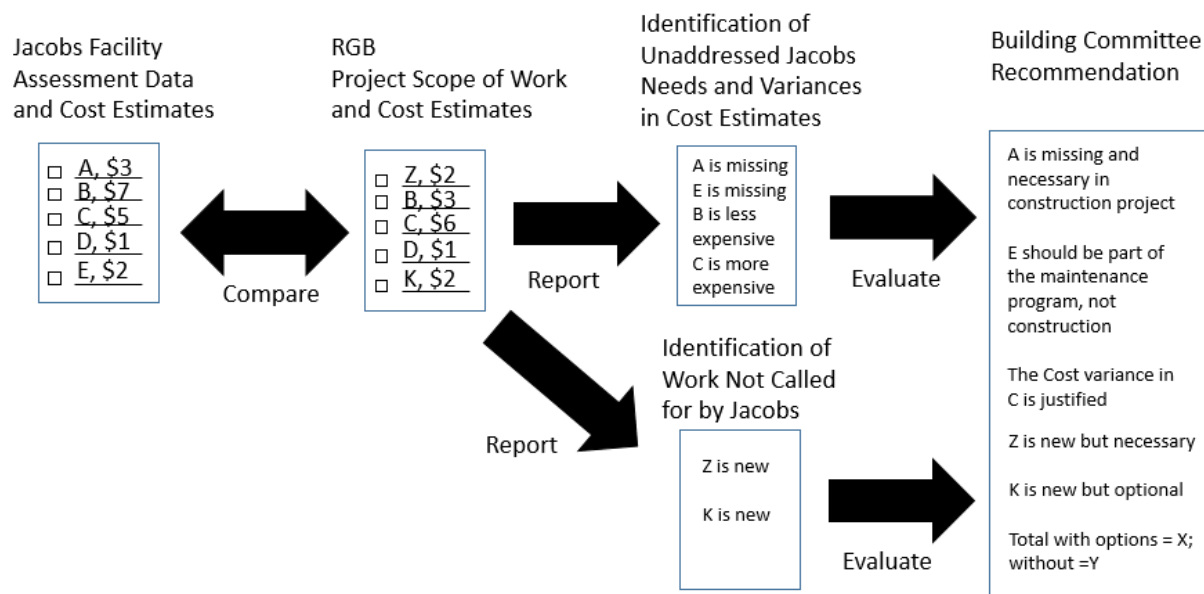 Jacobs Facility
Assessment Data
and Cost Estimates
A, $3
B, $7
C, $5
D, $1
E, $2
Compare
RGB
Project Scope of Work
and Cost Estimates
Z, $2
B, $3
C, $6
D, $1
K, $2
Report
Report
Identification of
Unaddressed Jacobs
Needs and Variances
in Cost Estimates
A is missing
E is missing
B is less
expensive
C is more
expensive
Evaluate
Identification of
Work Not Called
for by Jacobs
Z is new
K is new
Evaluate
Building Committee
Recommendation
A is missing and
necessary in
construction project
E should be part of
the maintenance
program, not
construction
The Cost variance in
C is justified
Z is new but necessary
K is new but optional
Total with options = X;
without =Y